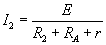 I₂ = E / (R₂ + R_A + r)